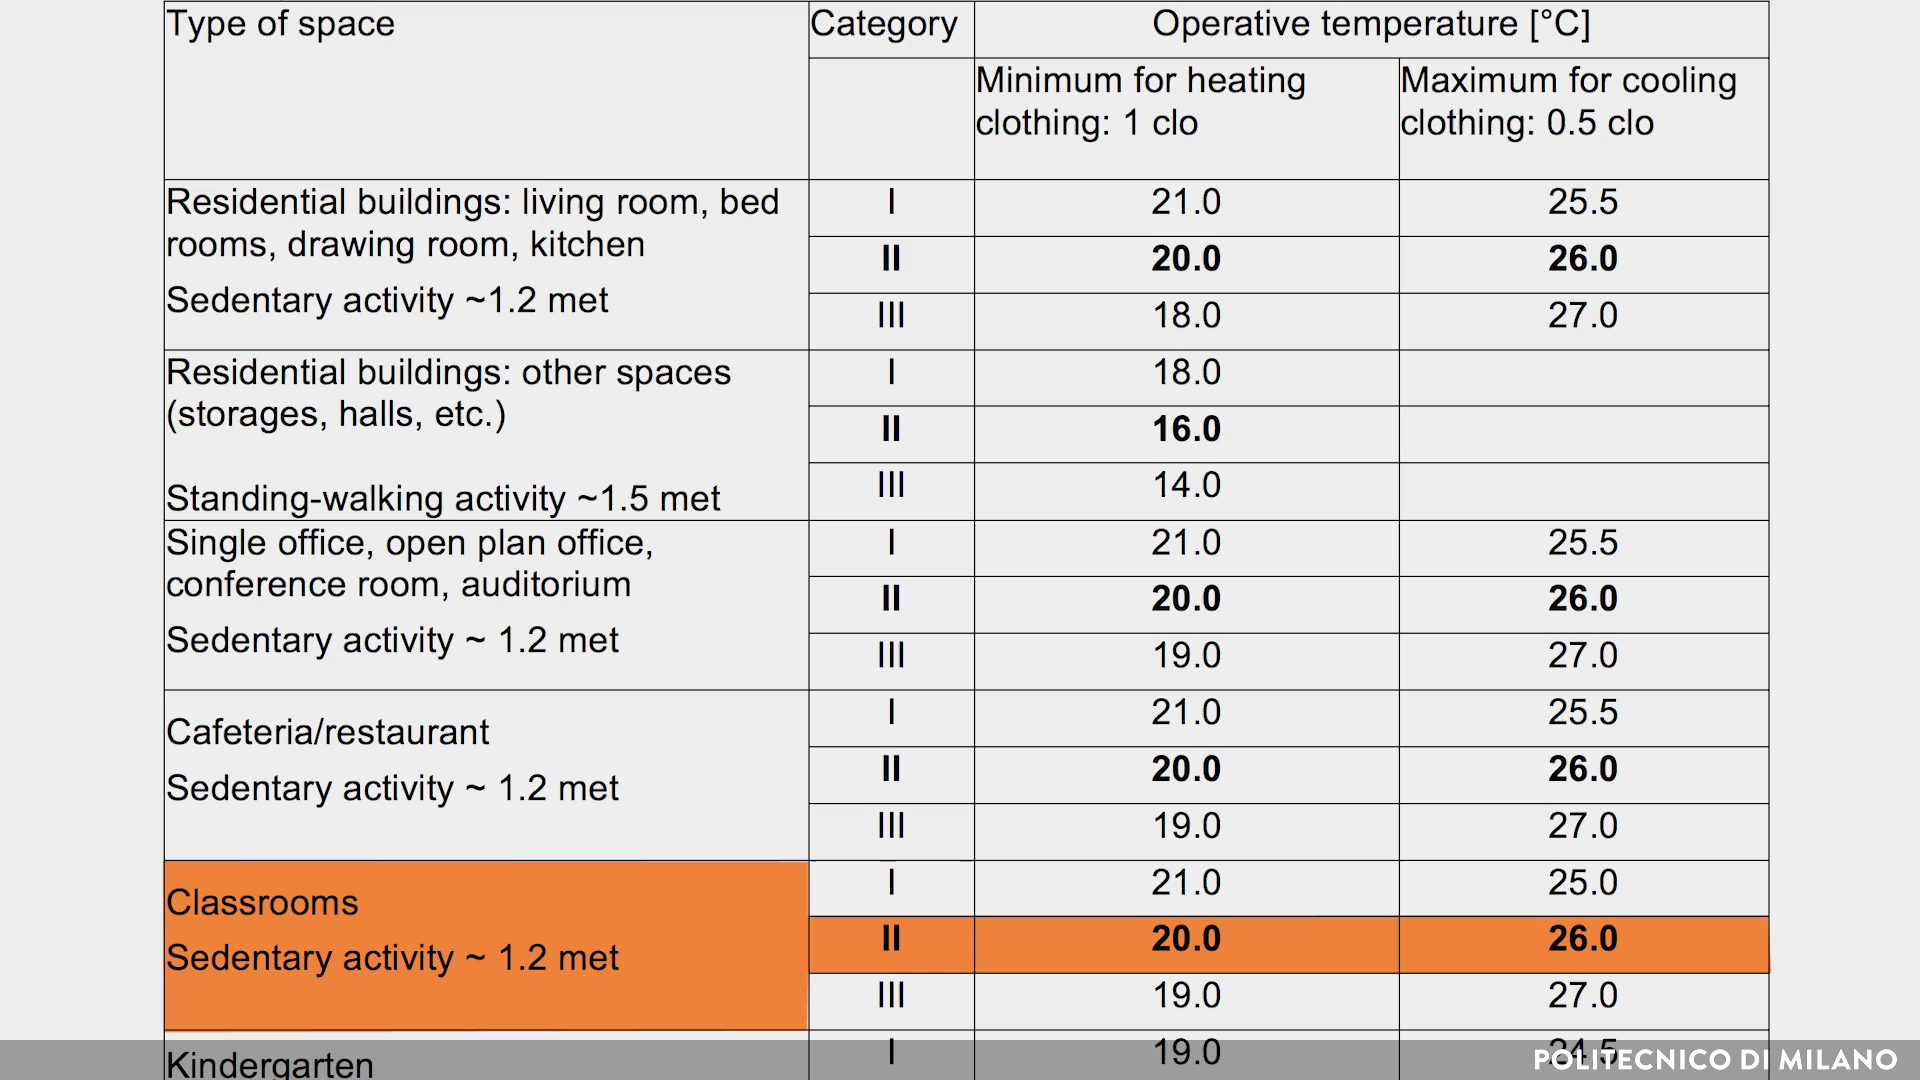 Type of space
Category
Operative temperature [°C]
Minimum for heating
clothing: 1 clo
Maximum for cooling
clothing: 0.5 clo
Residential buildings: living room, bed
rooms, drawing room, kitchen
Sedentary activity ~1.2 met
I 21.0 25.5
II 20.0 26.0
III 18.0 27.0
Residential buildings: other spaces
(storages, halls, etc.)
Standing-walking activity ~1.5 met
I 18.0
II 16.0
III 14.0
Single office, open plan office,
conference room, auditorium
Sedentary activity ~ 1.2 met
I 21.0 25.5
II 20.0 26.0
III 19.0 27.0
Cafeteria/restaurant
Sedentary activity ~ 1.2 met
I 21.0 25.5
II 20.0 26.0
III 19.0 27.0
Classrooms
Sedentary activity ~ 1.2 met
I 21.0 25.0
II 20.0 26.0
III 19.0 27.0
Kindergarten
I 19.0 24.5
POLITECNICO DI MILANO